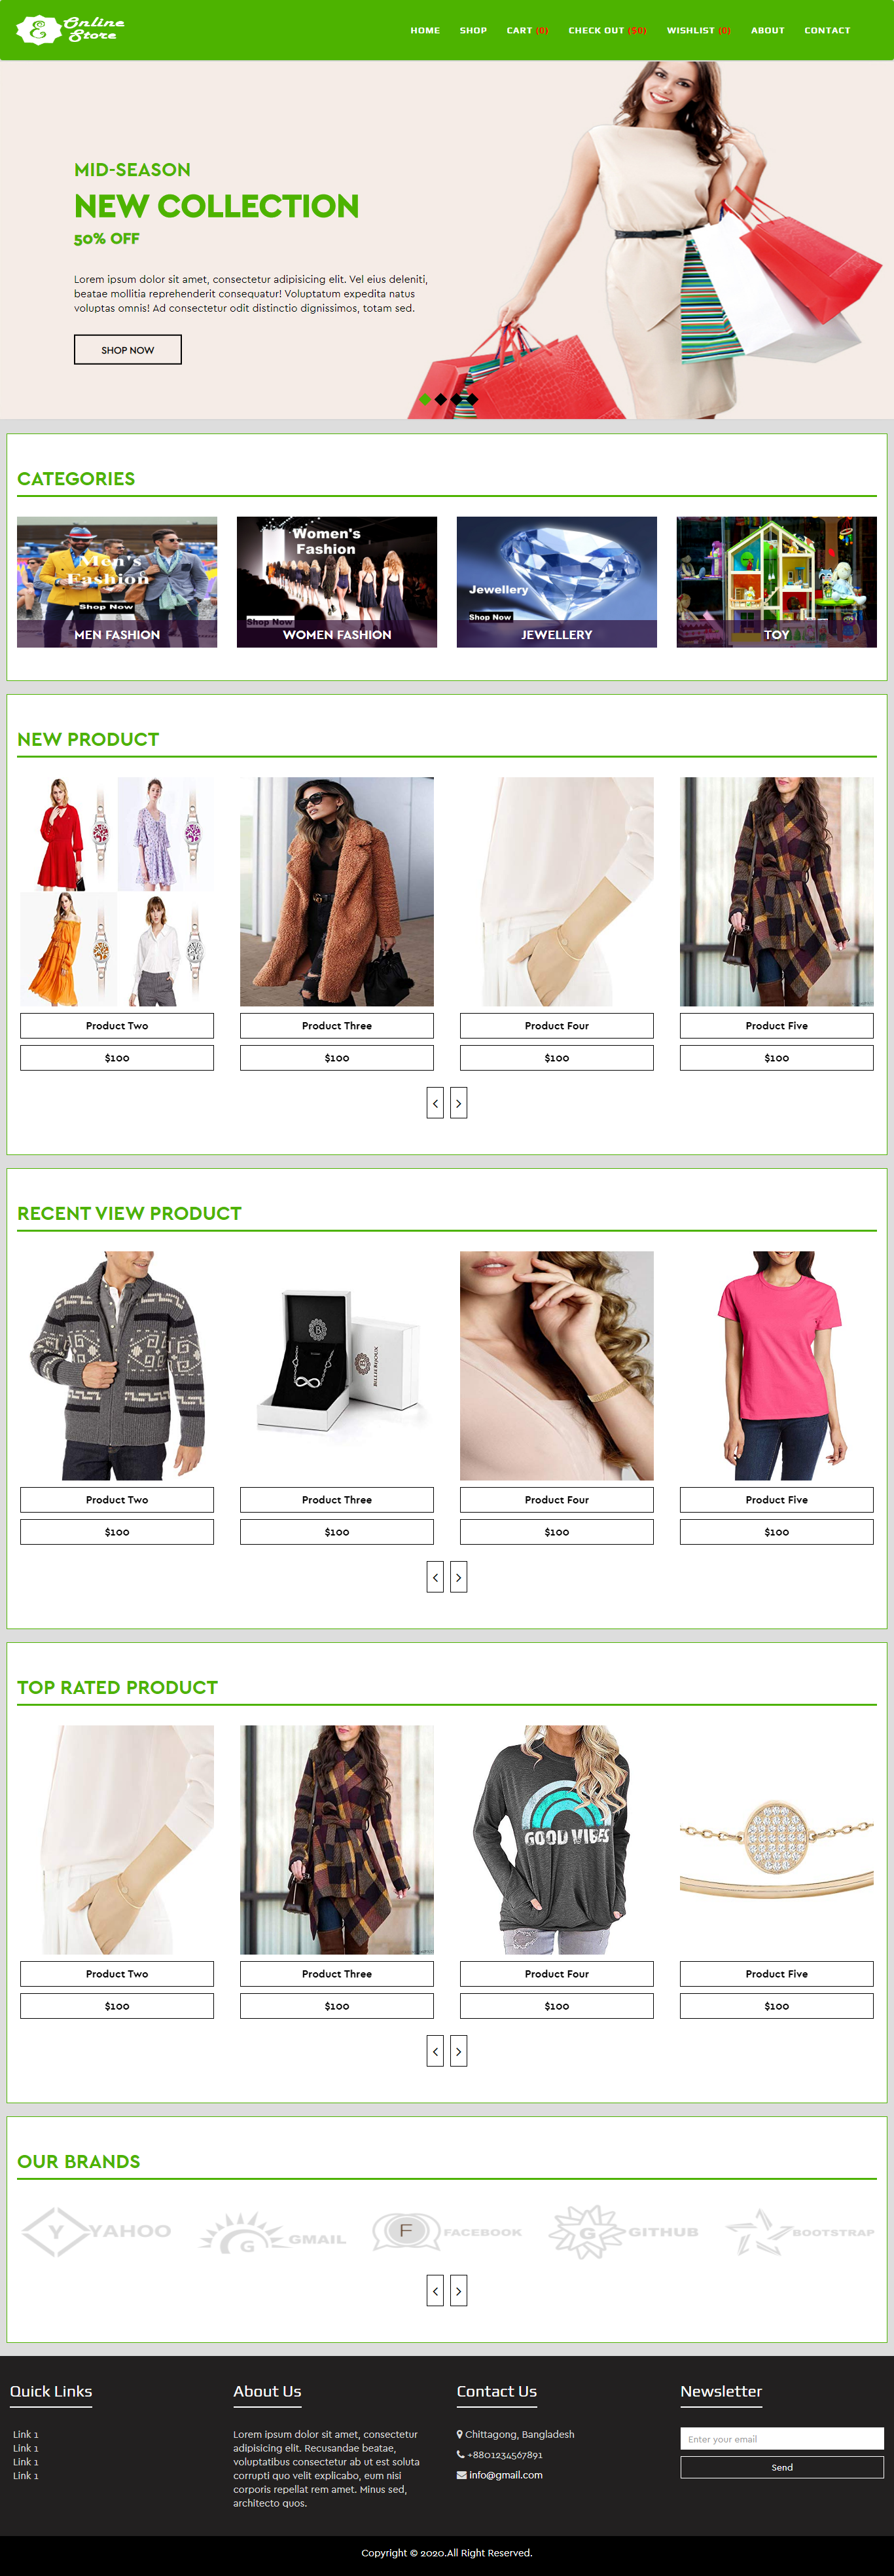 Online
Store
HOME SHOP CART (0) CHECK OUT ($0) WISHLIST (0) ABOUT CONTACT
MID-SEASON
NEW COLLECTION
50% OFF
Lorem ipsum dolor sit amet, consectetur adipisicing elit. Vel eius deleniti,
beatae mollitia reprehenderit consequatur! Voluptatum expedita natus
voluptas omnis! Ad consectetur odit distinctio dignissimos, totam sed.
SHOP NOW
CATEGORIES
Men's
Fashion
Shop Now
MEN FASHION
Women's
Fashion
Shop Now
WOMEN FASHION
Jewellery
Shop Now
JEWELLERY
TOY
NEW PRODUCT
Product Two Product Three Product Four Product Five
$100 $100 $100 $100
< >
RECENT VIEW PRODUCT
B
BILLIE BIJOUX
Product Two Product Three Product Four Product Five
$100 $100 $100 $100
< >
TOP RATED PRODUCT
GOOD VIBES
Product Two Product Three Product Four Product Five
$100 $100 $100 $100
< >
OUR BRANDS
Y YAHOO G GMAIL F FACEBOOK G GITHUB BOOTSTRAP
< >
Quick Links
Link 1
Link 1
Link 1
Link 1
About Us
Lorem ipsum dolor sit amet, consectetur
adipisicing elit. Recusandae beatae,
voluptatibus consectetur ab ut est soluta
corrupti quo velit explicabo, eum nisi
corporis repellat rem amet. Minus sed,
architecto quos.
Contact Us
Chittagong, Bangladesh
+8801234567891
info@gmail.com
Newsletter
Enter your email
Send
Copyright © 2020.All Right Reserved.